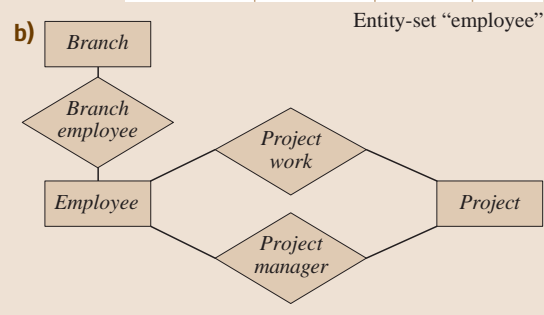 Entity-set “employee”
b)
Branch
Branch
employee
Employee
Project
work
Project
manager
Project